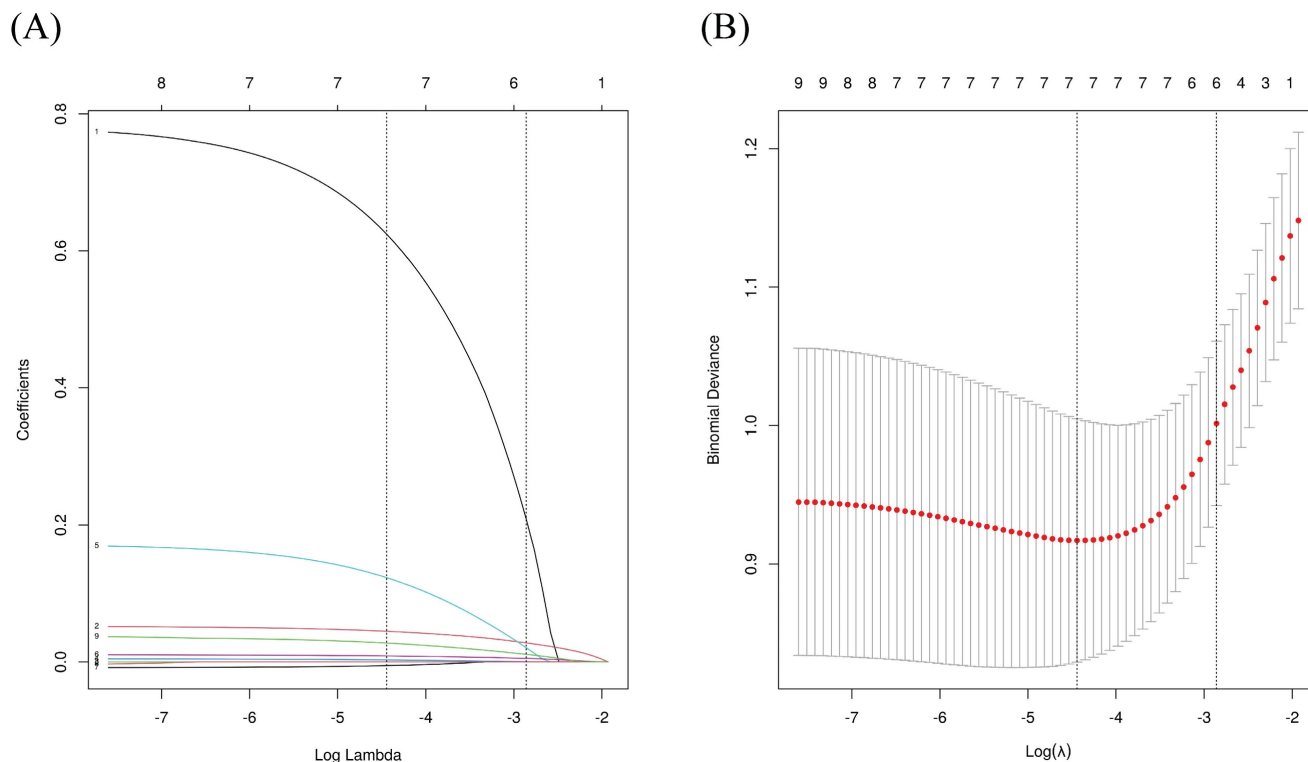 (A)
(B)
8 7 7 7 6 1
0.8
0.6
0.4
0.2
0.0
Coefficients
1
5
2
9
6
7
-7 -6 -5 -4 -3 -2
Log Lambda
9 9 8 8 7 7 7 7 7 7 7 7 7 7 7 7 6 6 4 3 1
1.2
1.1
1.0
0.9
Binomial Deviance
-7 -6 -5 -4 -3 -2
Log(λ)